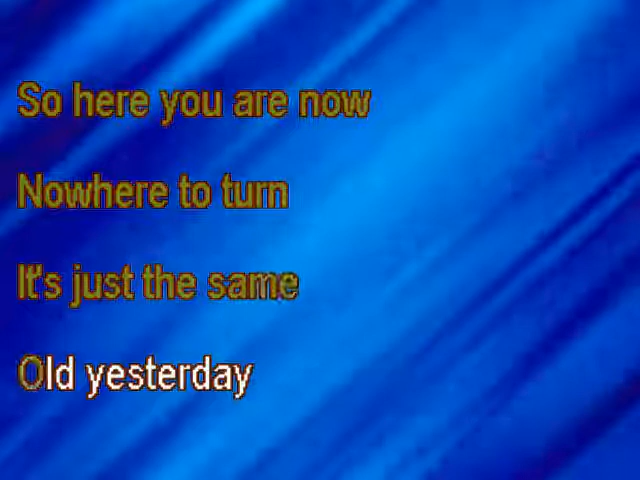 So here you are now
Nowhere to turn
It's just the same
Old yesterday